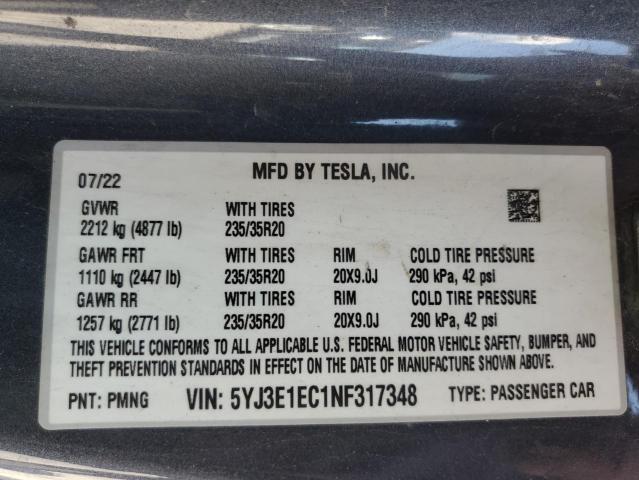 MFD BY TESLA, INC.
07/22
GVWR WITH TIRES
2212 kg (4877 lb) 235/35R20
GAWR FRT WITH TIRES RIM COLD TIRE PRESSURE
1110 kg (2447 lb) 235/35R20 20X9.0J 290 kPa, 42 psi
GAWR RR WITH TIRES RIM COLD TIRE PRESSURE
1257 kg (2771 lb) 235/35R20 20X9.0J 290 kPa, 42 psi
THIS VEHICLE CONFORMS TO ALL APPLICABLE U.S. FEDERAL MOTOR VEHICLE SAFETY, BUMPER, AND
THEFT PREVENTION STANDARDS IN EFFECT ON THE DATE OF MANUFACTURE SHOWN ABOVE.
PNT: PMNG VIN: 5YJ3E1EC1NF317348 TYPE: PASSENGER CAR